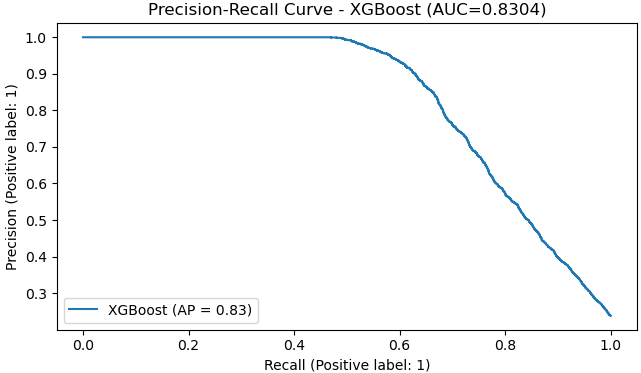 Precision-Recall Curve - XGBoost (AUC=0.8304)
1.0
0.9
0.8
0.7
0.6
0.5
0.4
0.3
Precision (Positive label: 1)
XGBoost (AP = 0.83)
0.0 0.2 0.4 0.6 0.8 1.0
Recall (Positive label: 1)